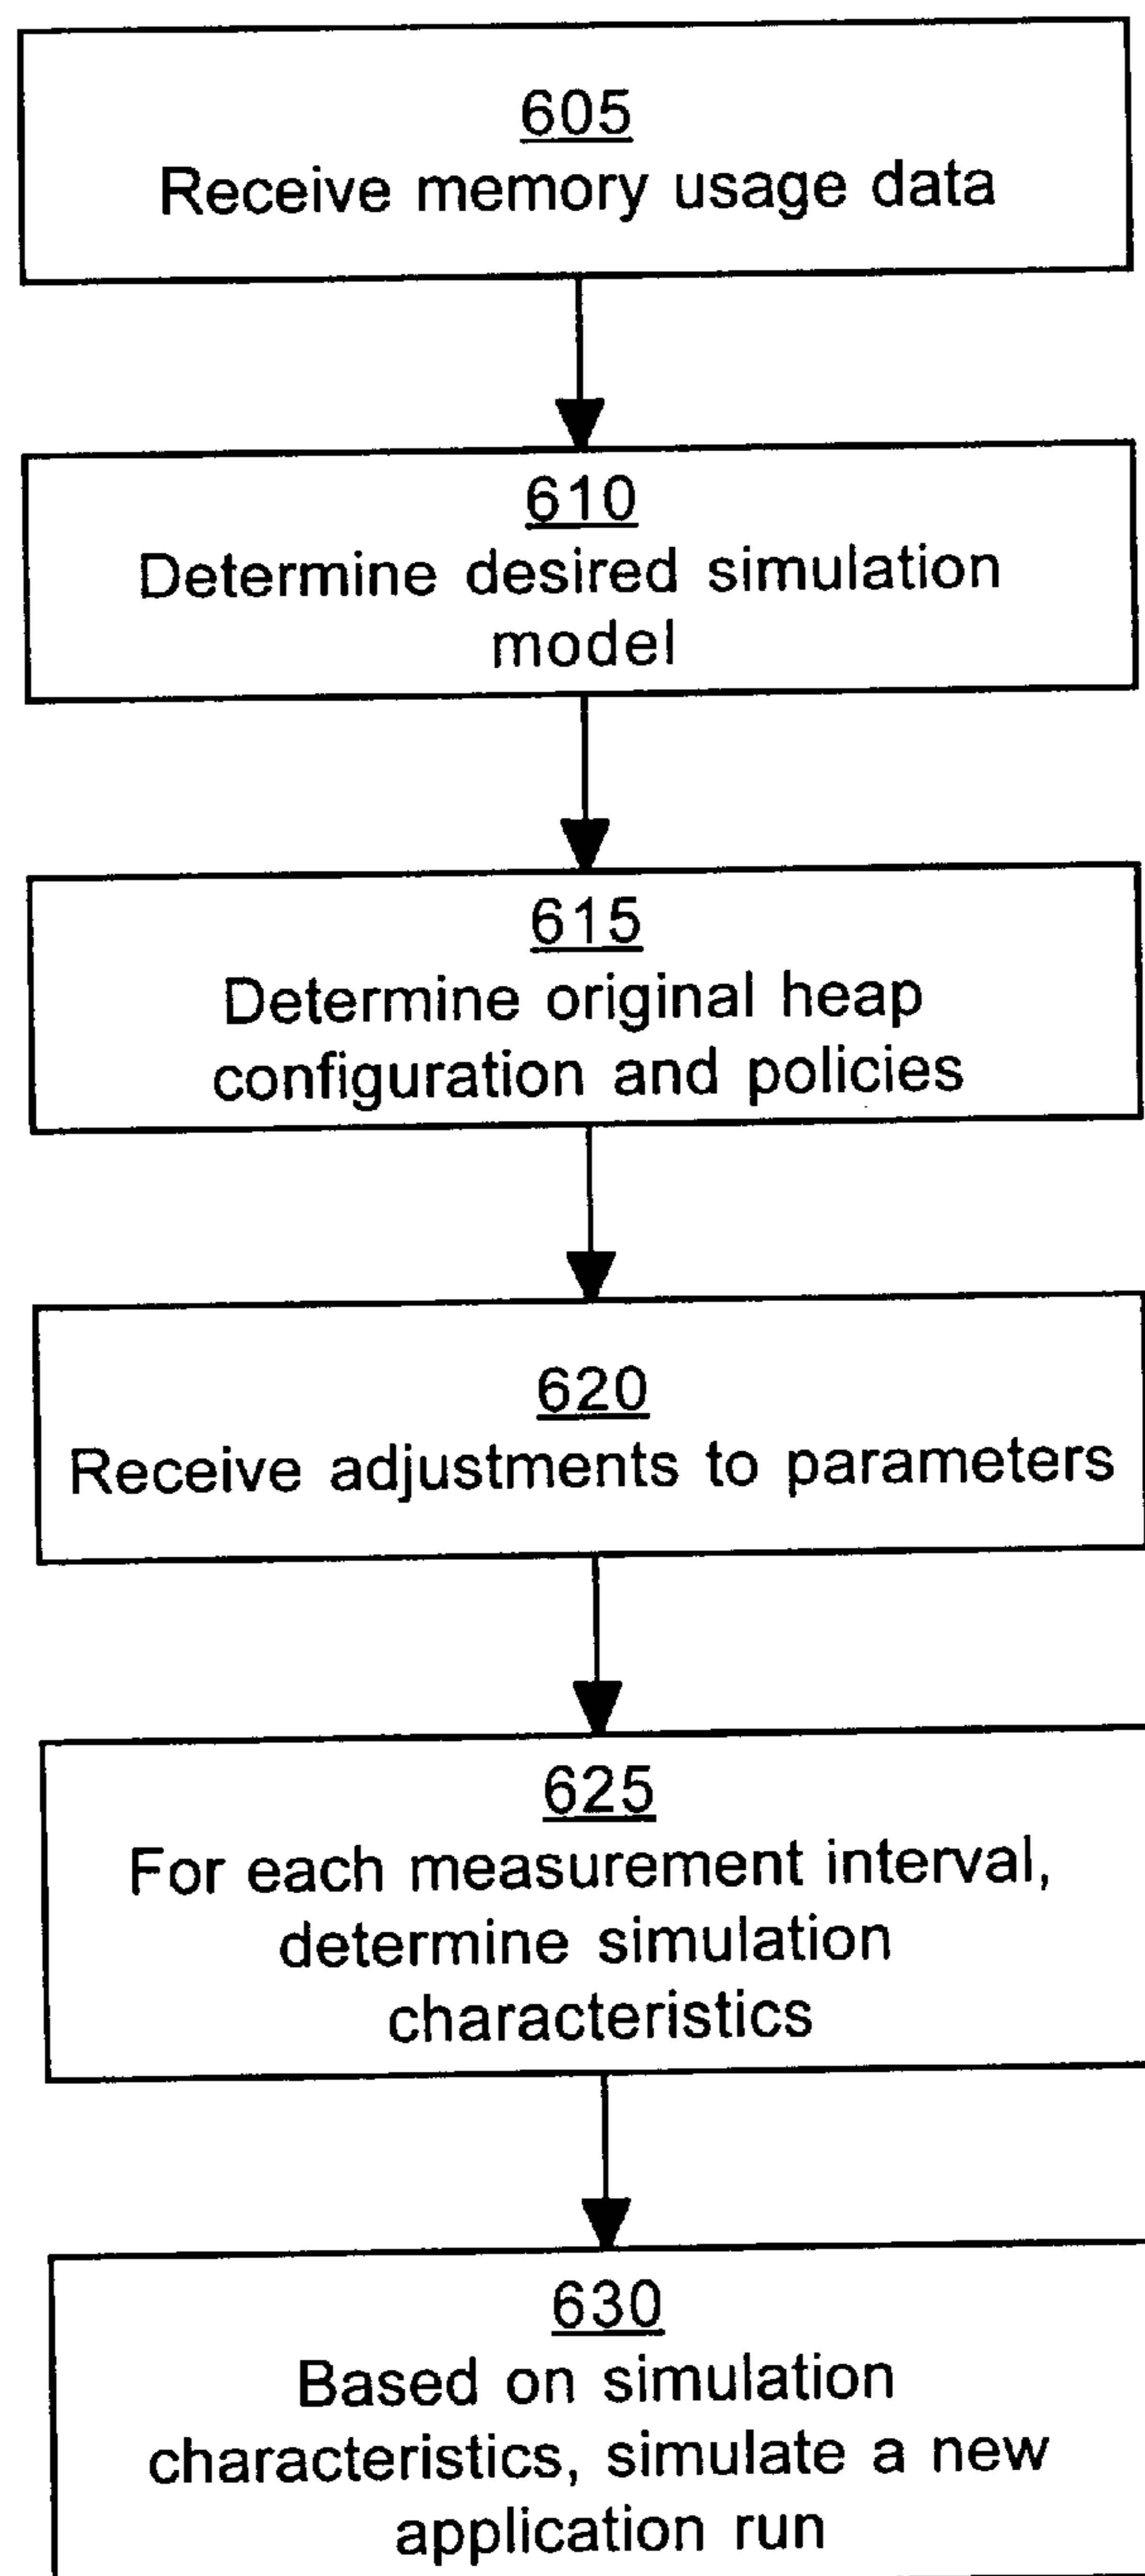 605
Receive memory usage data
610
Determine desired simulation
model
615
Determine original heap
configuration and policies
620
Receive adjustments to parameters
625
For each measurement interval,
determine simulation
characteristics
630
Based on simulation
characteristics, simulate a new
application run